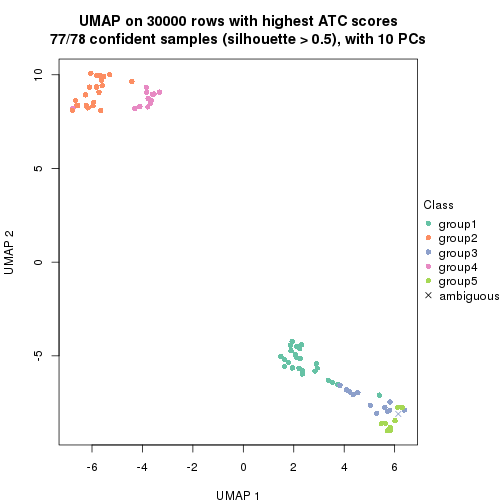 UMAP on 30000 rows with highest ATC scores
77/78 confident samples (silhouette > 0.5), with 10 PCs
10
5
0
-5
UMAP 2
-6
-4
-2
0
2
4
6
UMAP 1
Class
group1
group2
group3
group4
group5
ambiguous